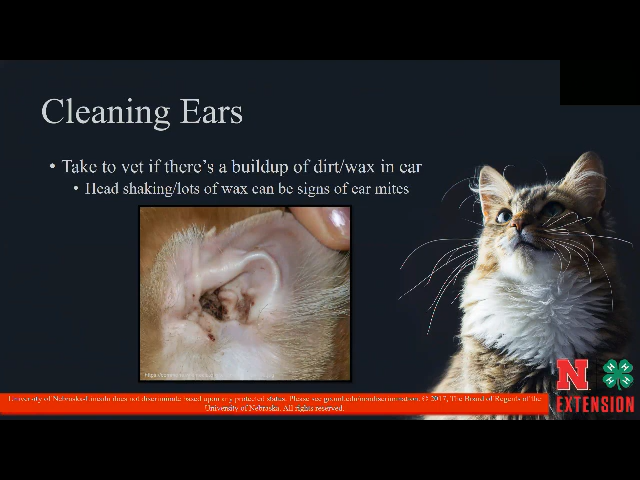 Cleaning Ears
• Take to vet if there's a buildup of dirt/wax in ear
• Head shaking/lots of wax can be signs of ear mites
University of Nebraska-Lincoln does not discriminate based upon any protected status. Please see go.unl.edu/nondiscrimination. © 2017, The Board of Regents of the
University of Nebraska. All rights reserved.
N
H H H H
EXTENSION